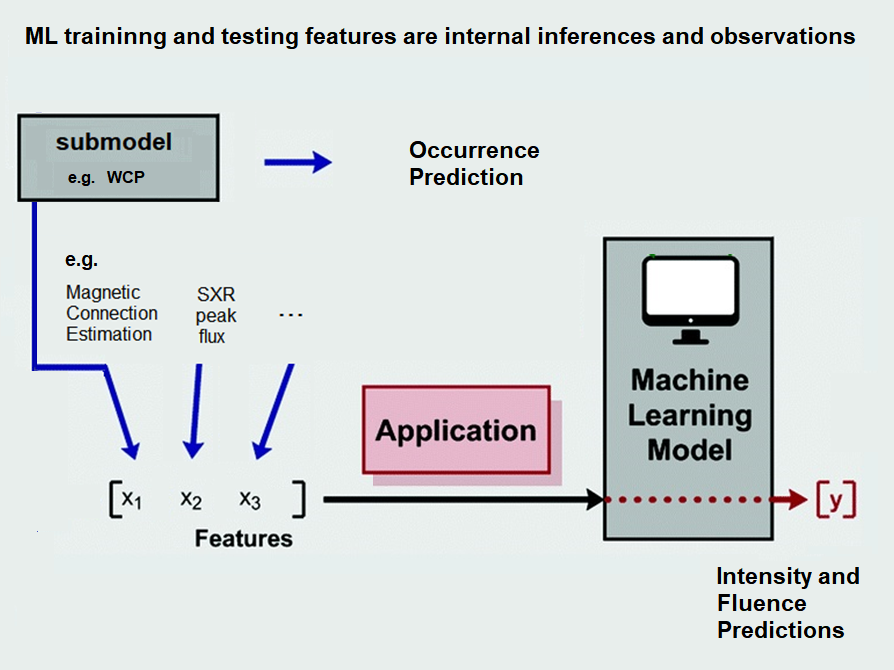 ML traininng and testing features are internal inferences and observations
submodel
e.g. WCP
Occurrence
Prediction
e.g.
Magnetic
Connection
Estimation
SXR
peak
flux
...
Application
Machine
Learning
Model
[x1 x2 x3 ]
Features
[y]
Intensity and
Fluence
Predictions